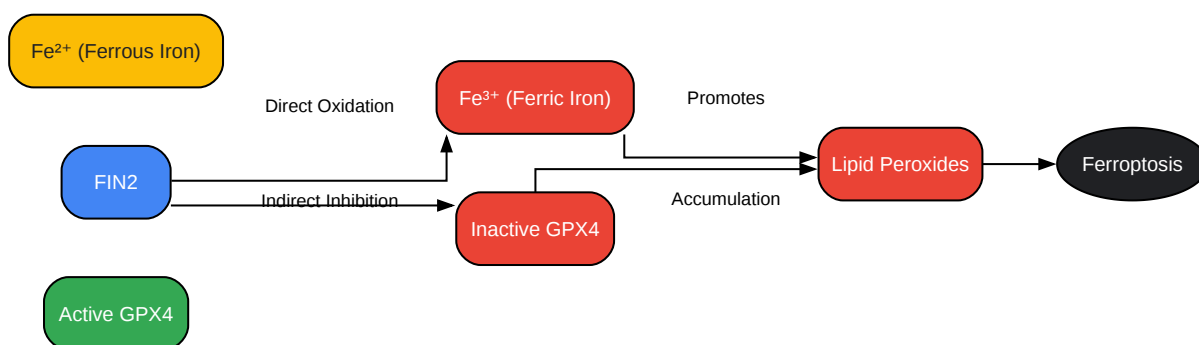 Fe²⁺ (Ferrous Iron)
Direct Oxidation
Fe³⁺ (Ferric Iron)
Promotes
FIN2
Indirect Inhibition
Inactive GPX4
Accumulation
Lipid Peroxides
Ferroptosis
Active GPX4